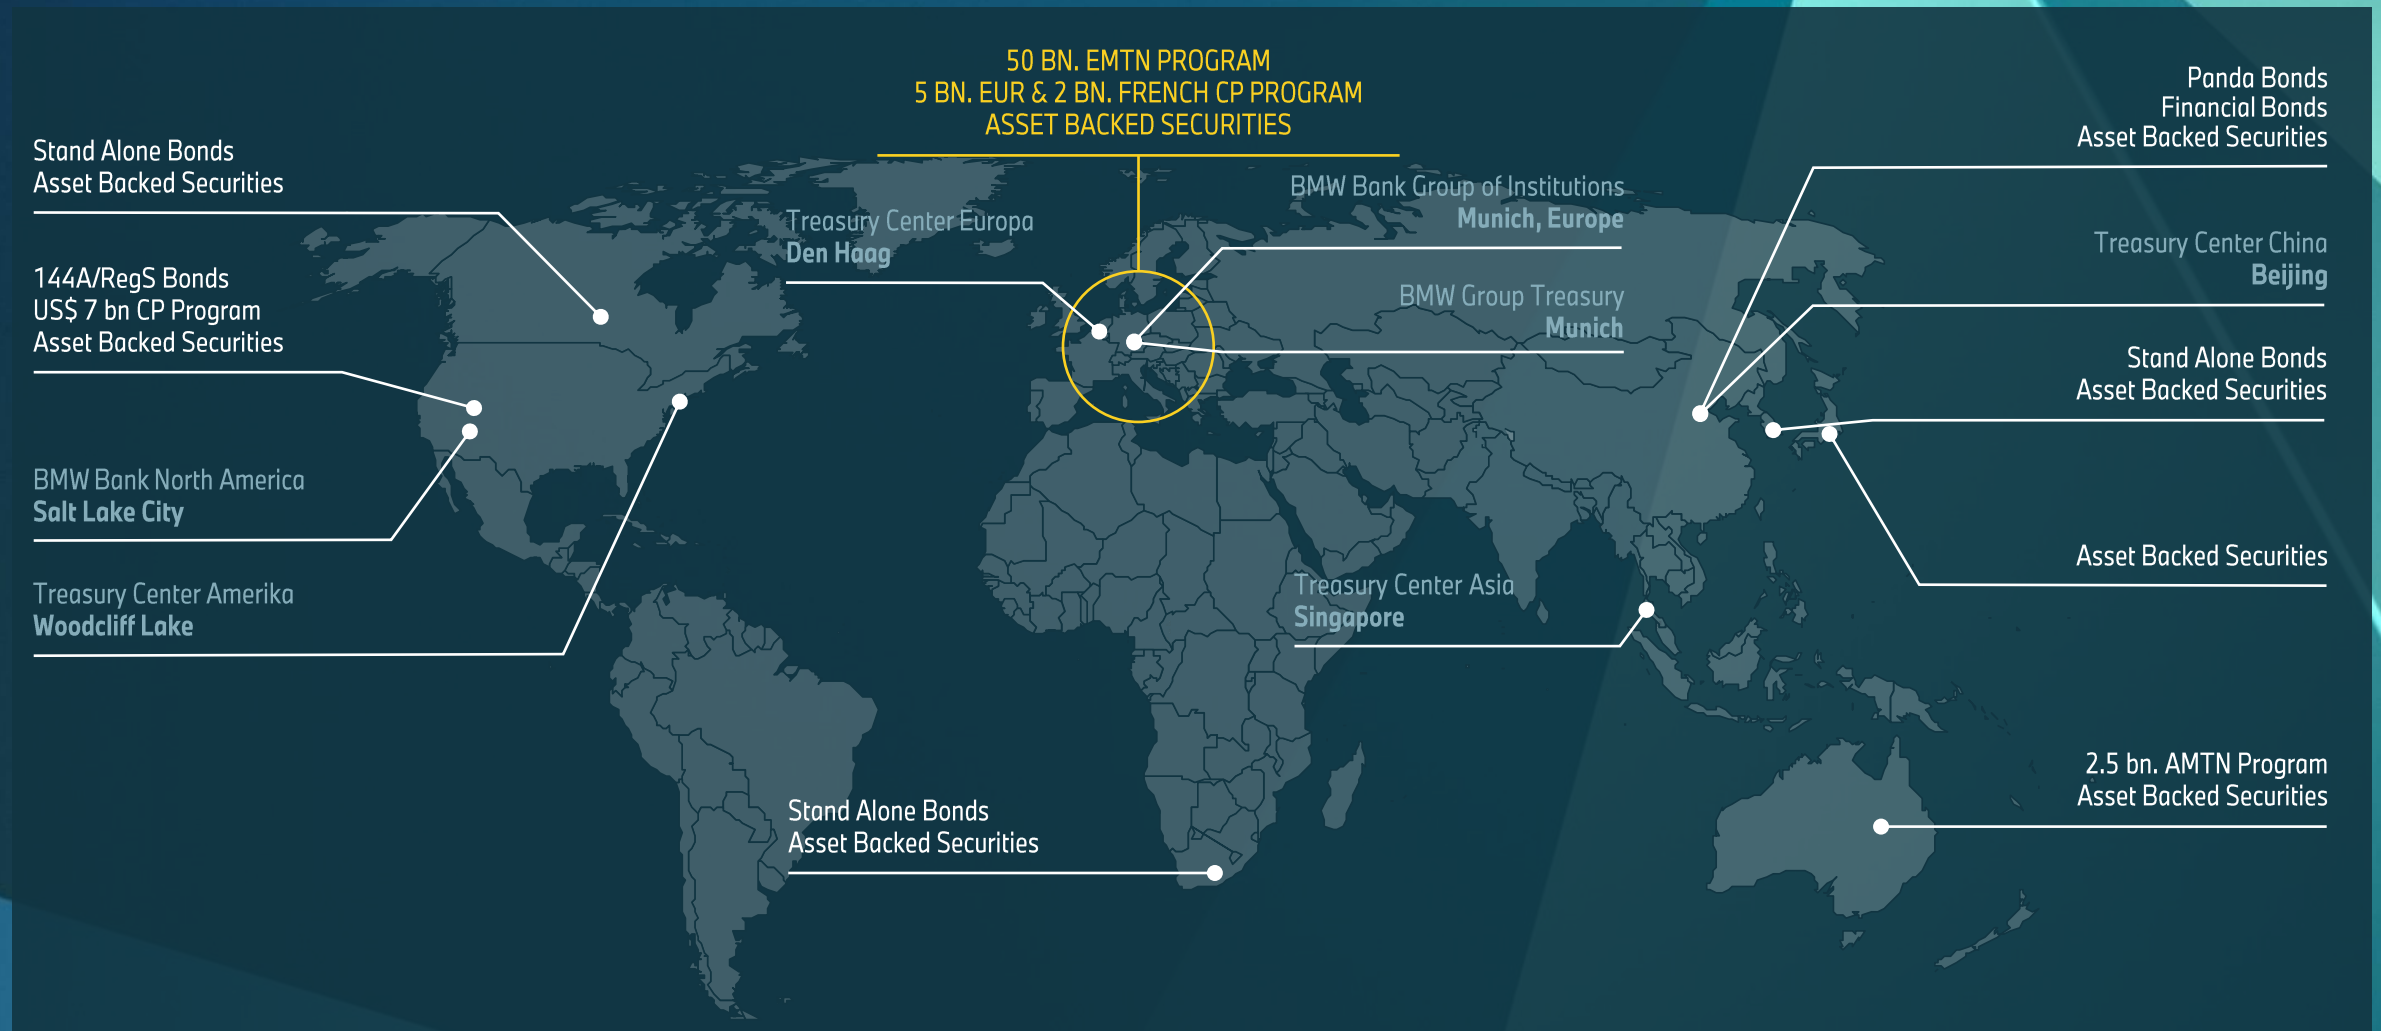 50 BN. EMTN PROGRAM
5 BN. EUR & 2 BN. FRENCH CP PROGRAM
ASSET BACKED SECURITIES
Stand Alone Bonds
Asset Backed Securities
144A/RegS Bonds
US$ 7 bn CP Program
Asset Backed Securities
BMW Bank North America
Salt Lake City
Treasury Center Amerika
Woodcliff Lake
Treasury Center Europa
Den Haag
BMW Bank Group of Institutions
Munich, Europe
BMW Group Treasury
Munich
Treasury Center Asia
Singapore
Stand Alone Bonds
Asset Backed Securities
Panda Bonds
Financial Bonds
Asset Backed Securities
Treasury Center China
Beijing
Stand Alone Bonds
Asset Backed Securities
Asset Backed Securities
2.5 bn. AMTN Program
Asset Backed Securities